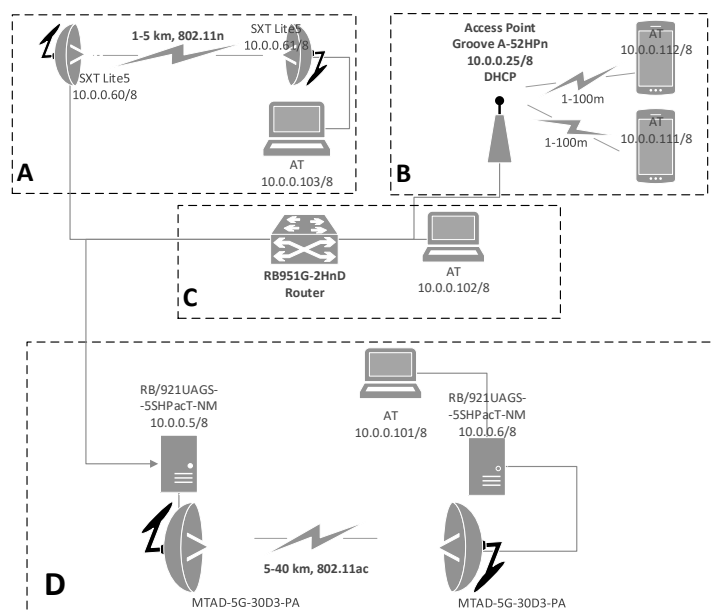 1-5 km, 802.11n
SXT Lite5
10.0.0.61/8
SXT Lite5
10.0.0.60/8
AT
10.0.0.103/8
A
Access Point
Groove A-52HPn
10.0.0.25/8
DHCP
AT
10.0.0.112/8
1-100m
AT
10.0.0.111/8
1-100m
B
RB951G-2HnD
Router
AT
10.0.0.102/8
C
RB/921UAGS-
-5SHPacT-NM
10.0.0.5/8
AT
10.0.0.101/8
RB/921UAGS-
-5SHPacT-NM
10.0.0.6/8
5-40 km, 802.11ac
D
MTAD-5G-30D3-PA
MTAD-5G-30D3-PA